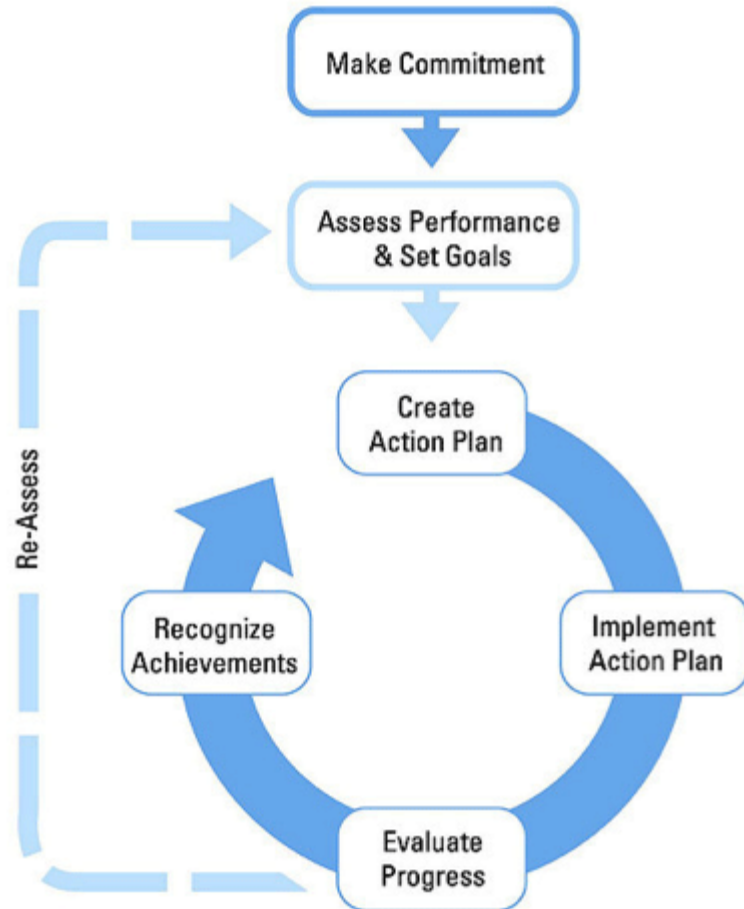 Make Commitment
Assess Performance
& Set Goals
Create
Action Plan
Re-Assess
Recognize
Achievements
Implement
Action Plan
Evaluate
Progress